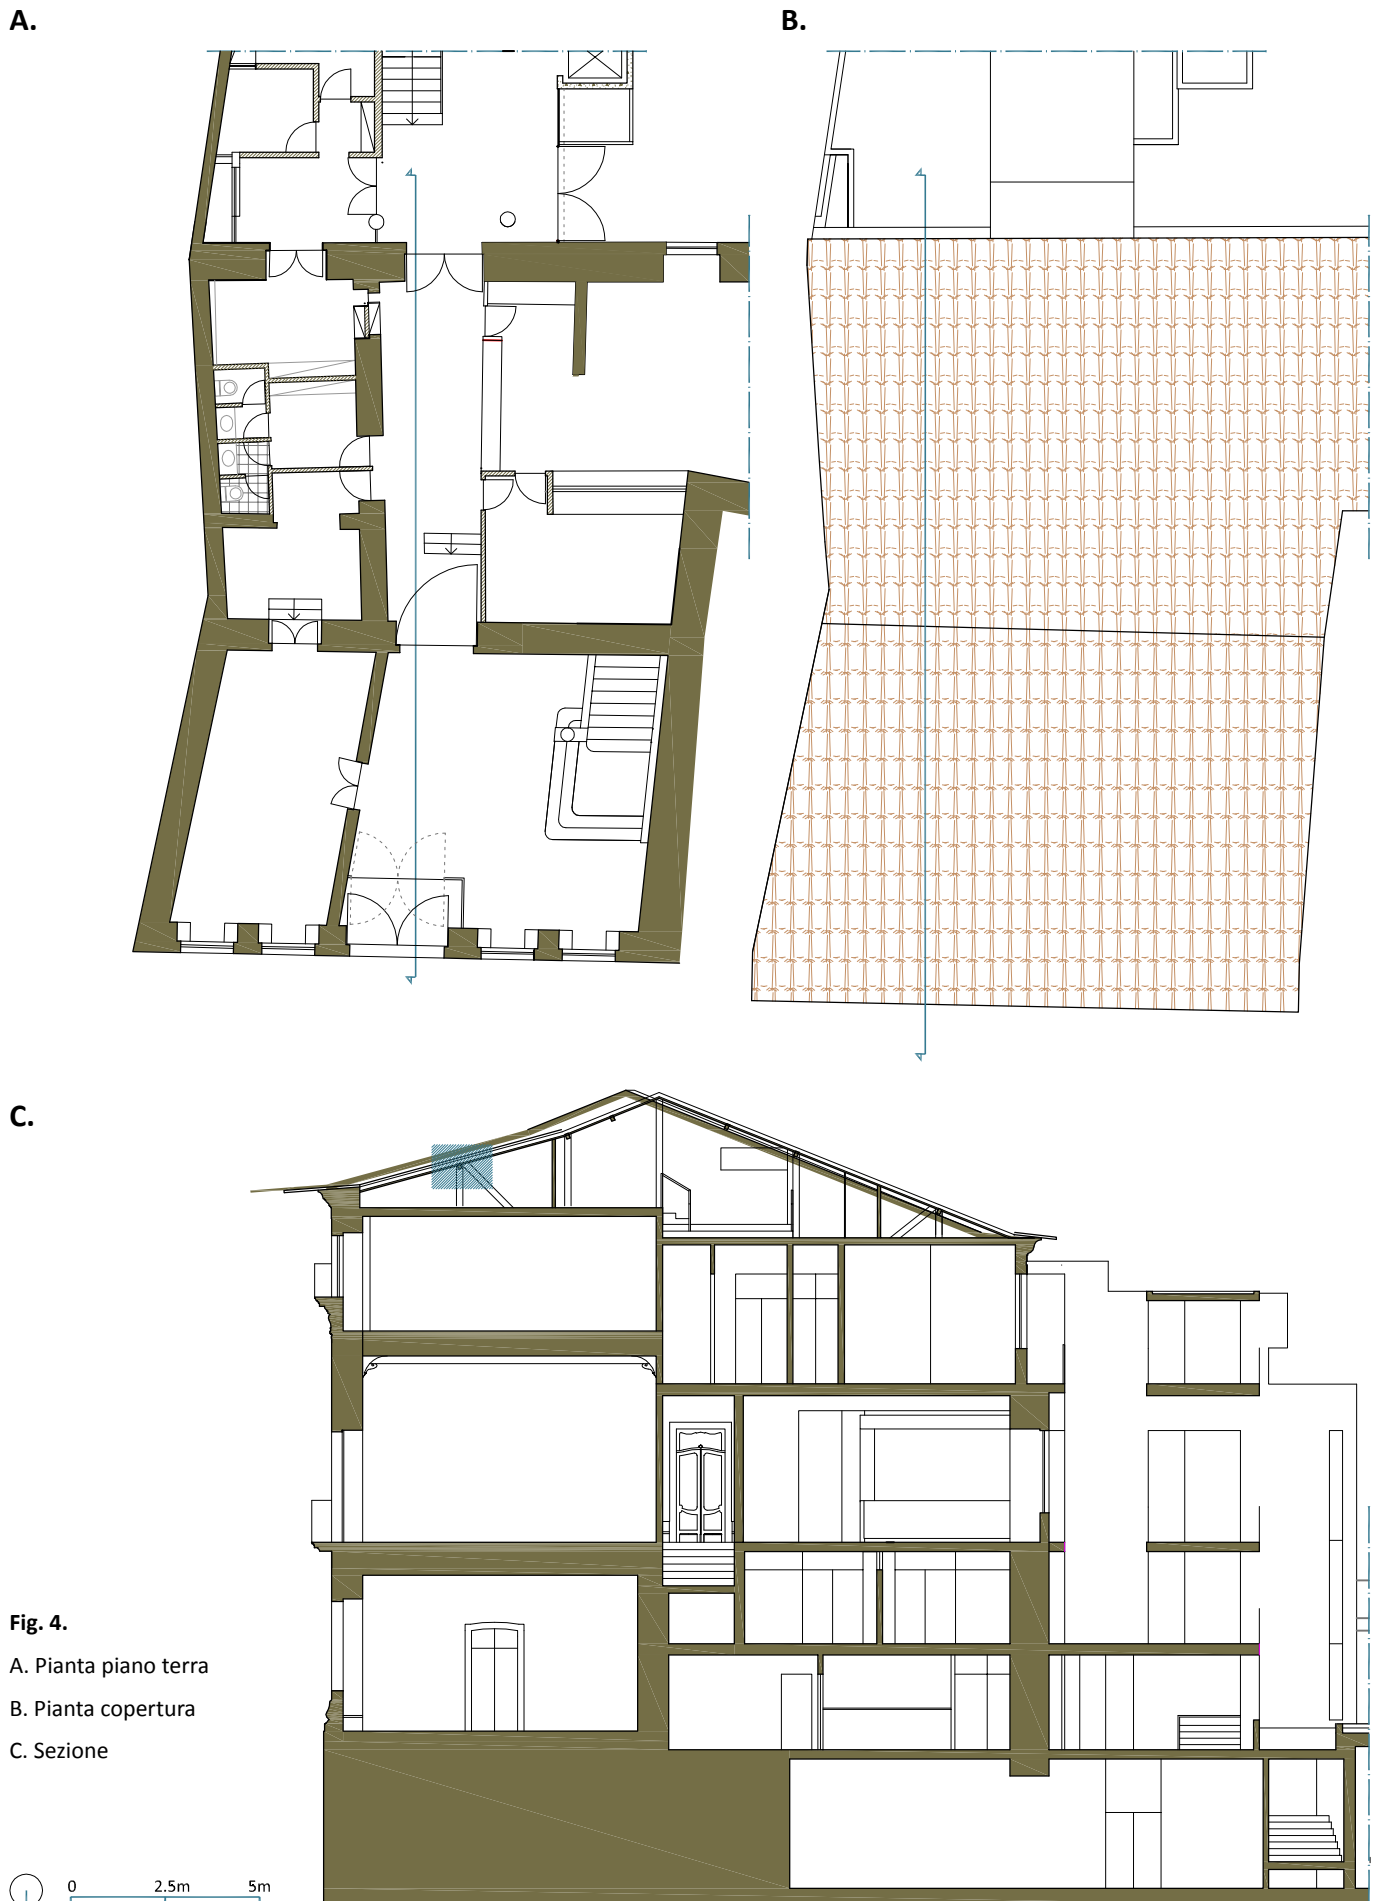 A.
B.
C.
Fig. 4.
A. Pianta piano terra
B. Pianta copertura
C. Sezione
0 2.5m 5m